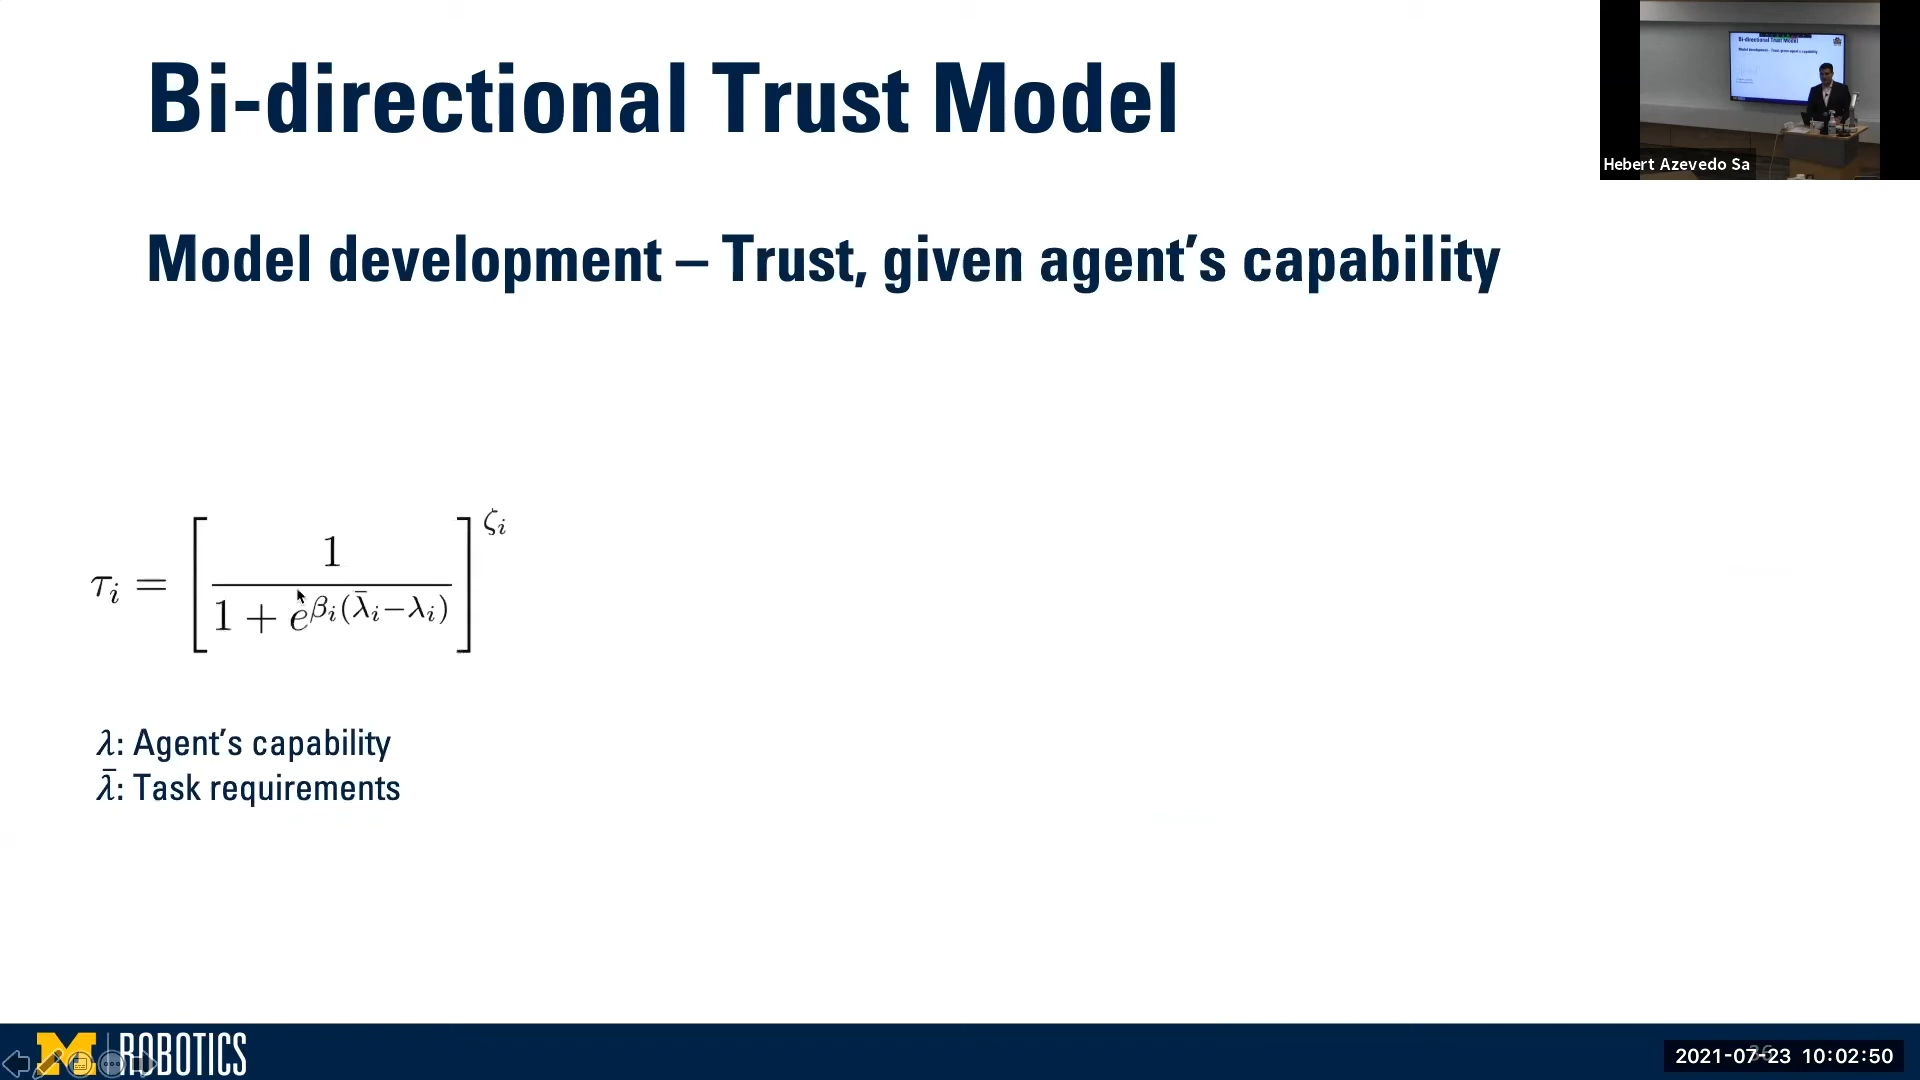 Bi-directional Trust Model
Hebert Azevedo Sa
Model development – Trust, given agent’s capability
τ_i = [1 / (1 + e^{β_i(λ̄_i−λ_i)})]^{ζ_i}
λ: Agent’s capability
λ̄: Task requirements
M | ROBOTICS
2021-07-23 10:02:50